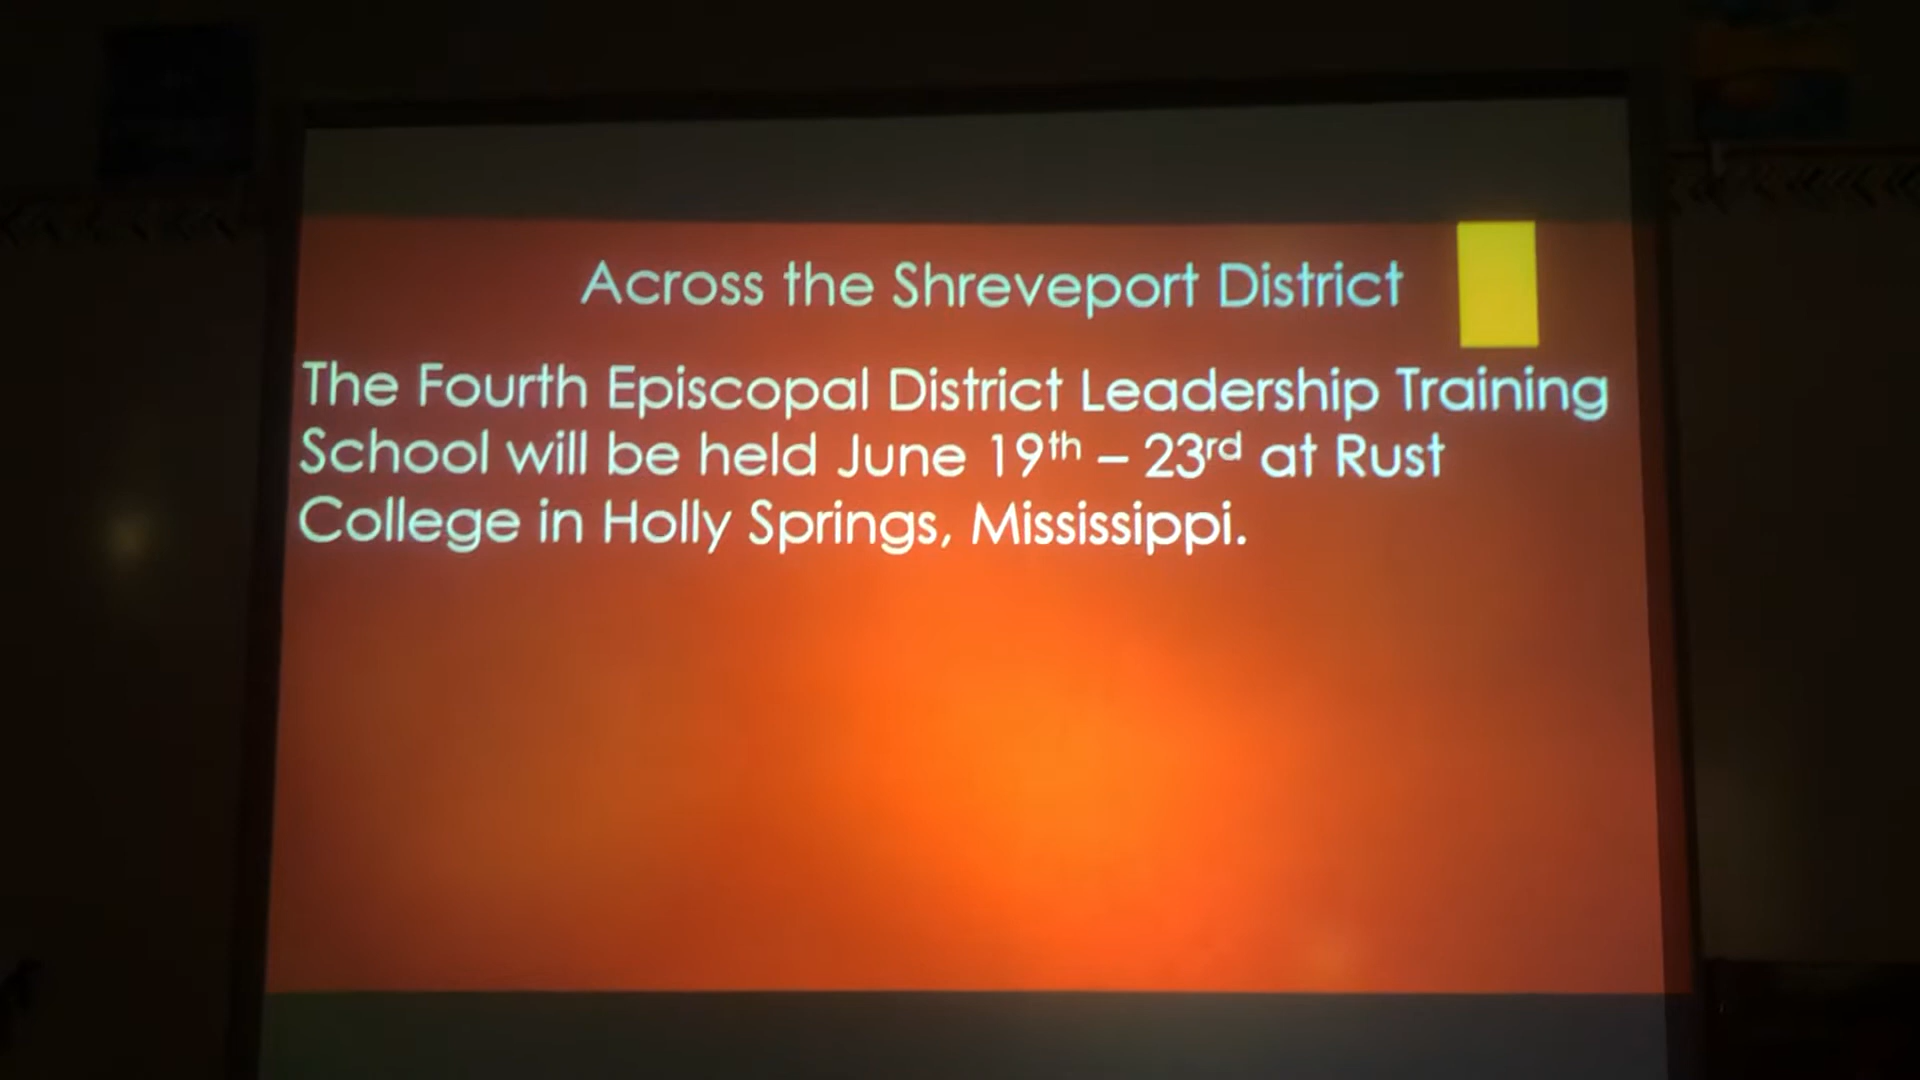 Across the Shreveport District
The Fourth Episcopal District Leadership Training
School will be held June 19th – 23rd at Rust
College in Holly Springs, Mississippi.